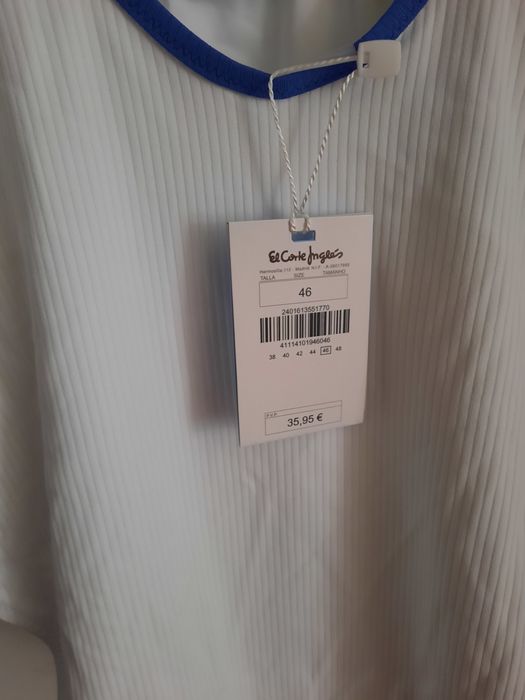 El Corte Inglés
Hermosilla 112 - Madrid N.I.F. : A-28017895
TALLA SIZE TAMANHO
46
2401613551770
41114101946046
38 40 42 44 46 48
P.V.P.
35,95 €